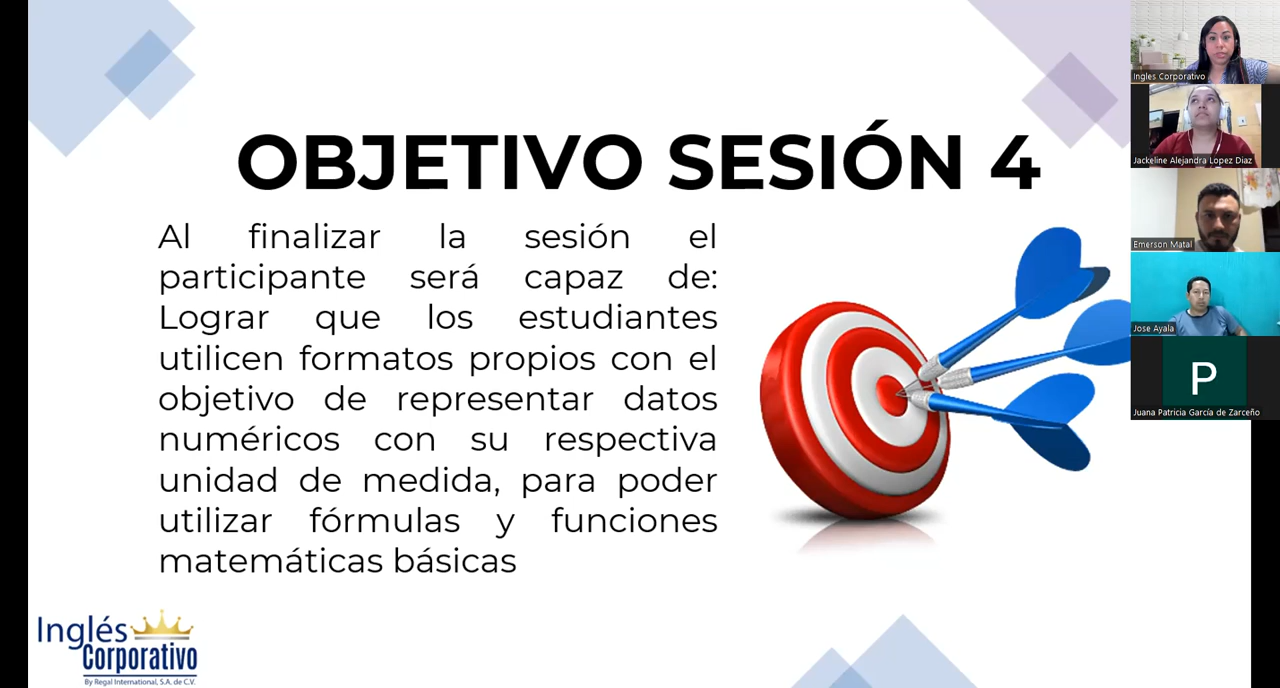 OBJETIVO SESIÓN 4
Al finalizar la sesión el
participante será capaz de:
Lograr que los estudiantes
utilicen formatos propios con el
objetivo de representar datos
numéricos con su respectiva
unidad de medida, para poder
utilizar fórmulas y funciones
matemáticas básicas
Inglés
Corporativo
By Regal International, S.A. de C.V.
Ingles Corporativo
Jackeline Alejandra Lopez Diaz
Emerson Matal
Jose Ayala
P
Juana Patricia García de Zarceño